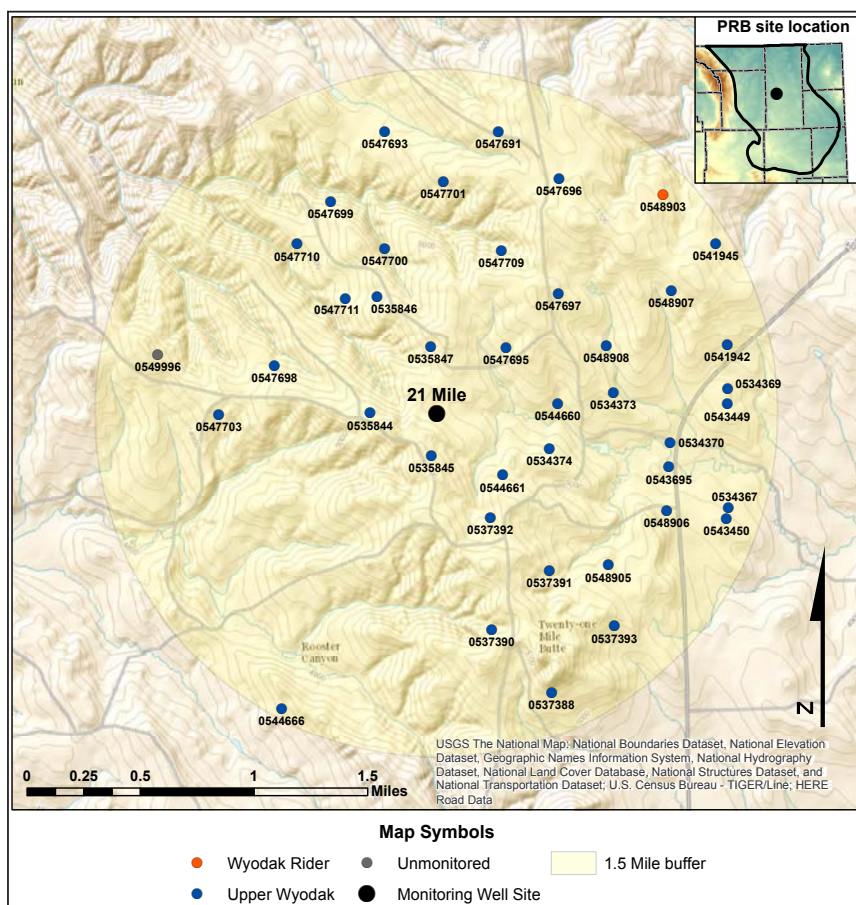 PRB site location
0547693
0547691
0547701
0547696
0547699
0548903
0547710
0547700
0547709
0541945
0547711
0535846
0547697
0548907
0549996
0547698
0535847
0547695
0548908
0541942
0534369
21 Mile
0547703
0535844
0544660
0534373
0543449
0534374
0534370
0535845
0544661
0543695
0534367
0537392
0548906
0543450
0537391
0548905
Rooster
Canyon
0537390
Twenty-one
Mile
Butte
0537393
0544666
0537388
N
USGS The National Map: National Boundaries Dataset, National Elevation
Dataset, Geographic Names Information System, National Hydrography
Dataset, National Land Cover Database, National Structures Dataset, and
National Transportation Dataset; U.S. Census Bureau - TIGER/Line; HERE
Road Data
0 0.25 0.5 1 1.5
Miles
Map Symbols
Wyodak Rider
Unmonitored
1.5 Mile buffer
Upper Wyodak
Monitoring Well Site